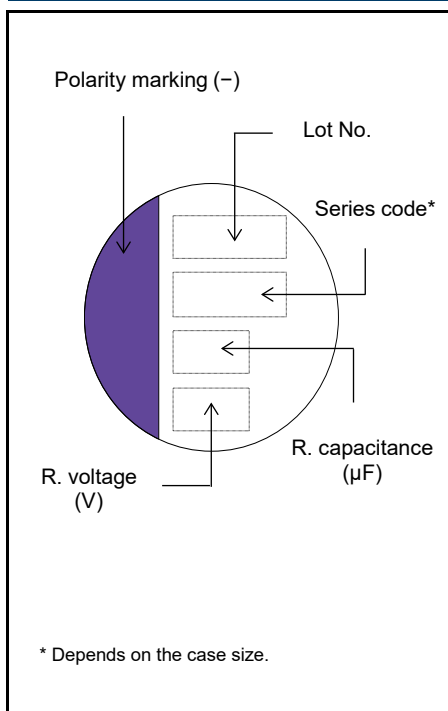 Polarity marking (−)
Lot No.
Series code*
R. capacitance
(µF)
R. voltage
(V)
* Depends on the case size.